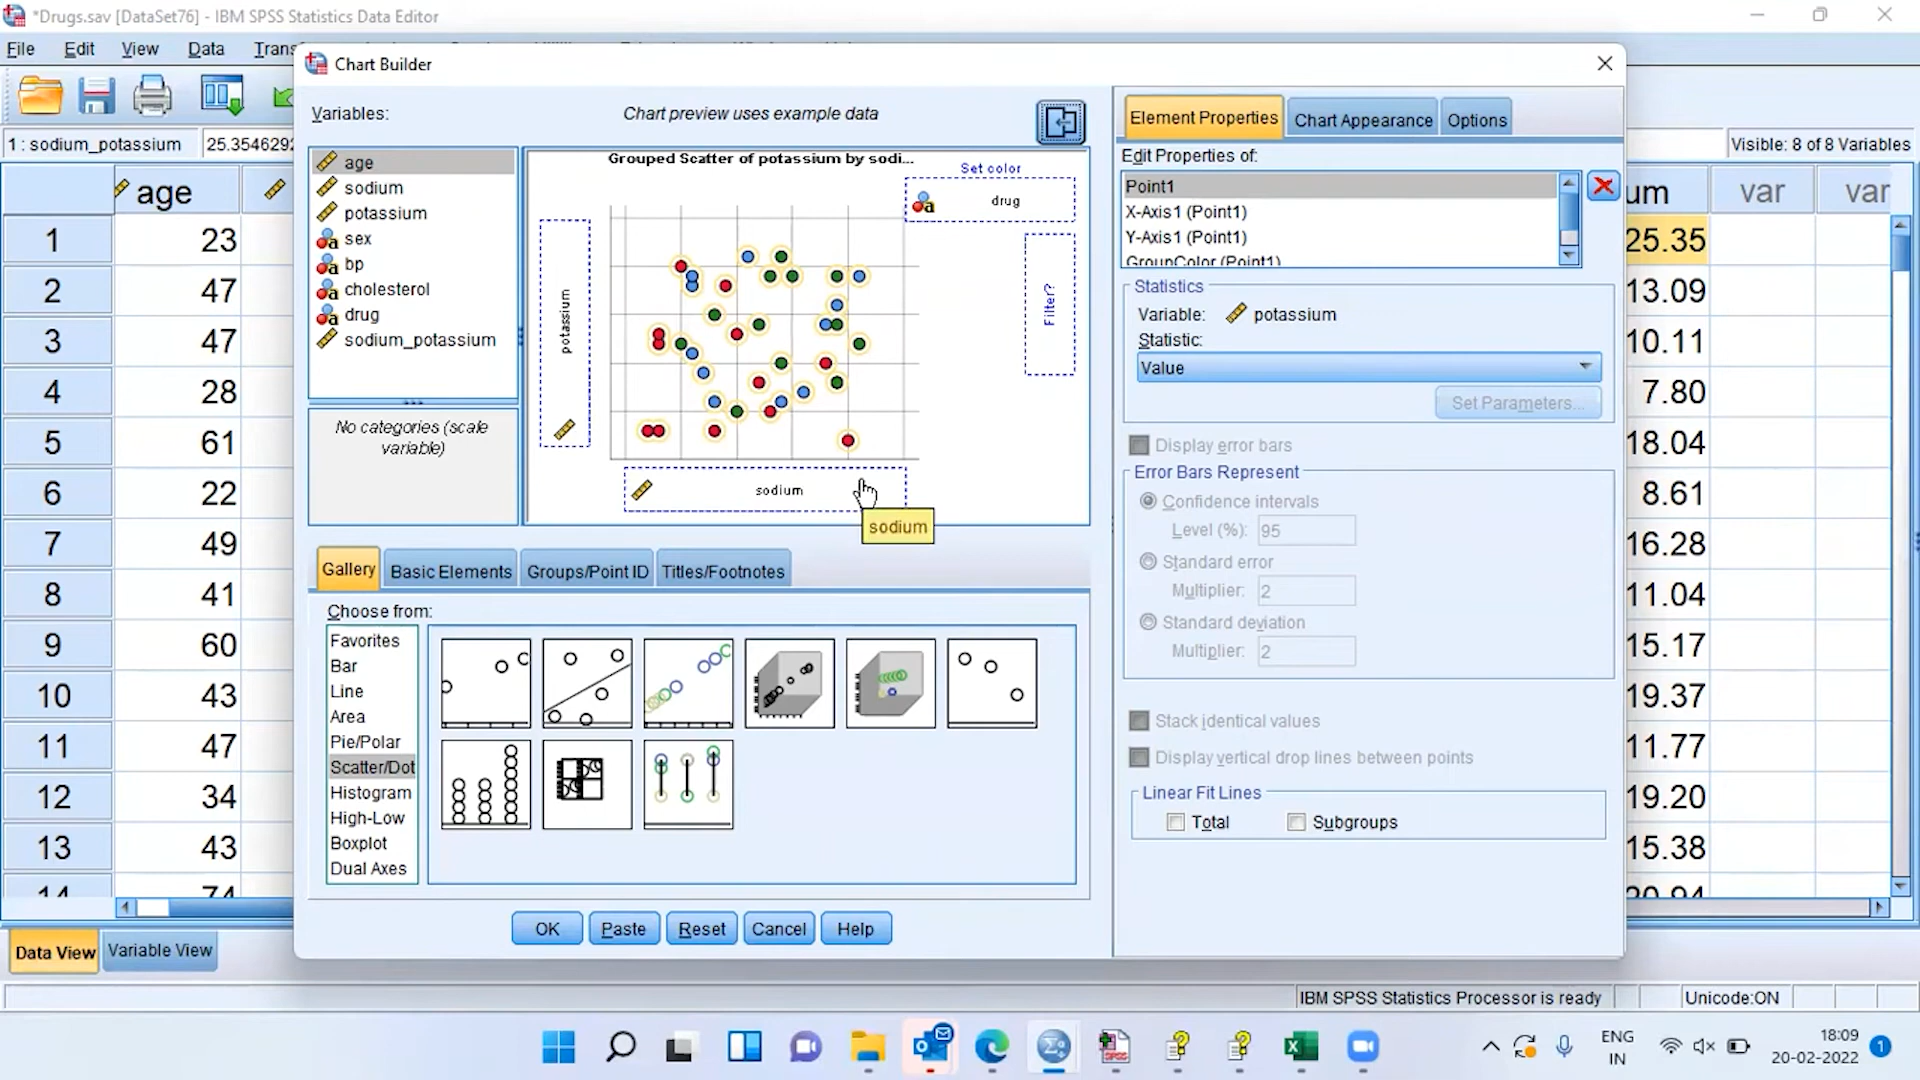 *Drugs.sav [DataSet76] - IBM SPSS Statistics Data Editor
File Edit View Data
Chart Builder
1 : sodium_potassium
Visible: 8 of 8 Variables
Variables:
Chart preview uses example data
age
sodium
potassium
sex
bp
cholesterol
drug
sodium_potassium
No categories (scale
variable)
Grouped Scatter of potassium by sodi...
Set color
drug
Filter?
potassium
sodium
sodium
Gallery Basic Elements Groups/Point ID Titles/Footnotes
Choose from:
Favorites
Bar
Line
Area
Pie/Polar
Scatter/Dot
Histogram
High-Low
Boxplot
Dual Axes
OK Paste Reset Cancel Help
Element Properties Chart Appearance Options
Edit Properties of:
Point1
X-Axis1 (Point1)
Y-Axis1 (Point1)
GroupColor (Point1)
Statistics
Variable: potassium
Statistic:
Value
Set Parameters...
Display error bars
Error Bars Represent
Confidence intervals
Level (%): 95
Standard error
Multiplier: 2
Standard deviation
Multiplier: 2
Stack identical values
Display vertical drop lines between points
Linear Fit Lines
Total Subgroups
age var var
1 23 25.35
2 47 13.09
3 47 10.11
4 28 7.80
5 61 18.04
6 22 8.61
7 49 16.28
8 41 11.04
9 60 15.17
10 43 19.37
11 47 11.77
12 34 19.20
13 43 15.38
14 74 20.94
Data View Variable View
IBM SPSS Statistics Processor is ready Unicode:ON
ENG
IN
18:09
20-02-2022
1